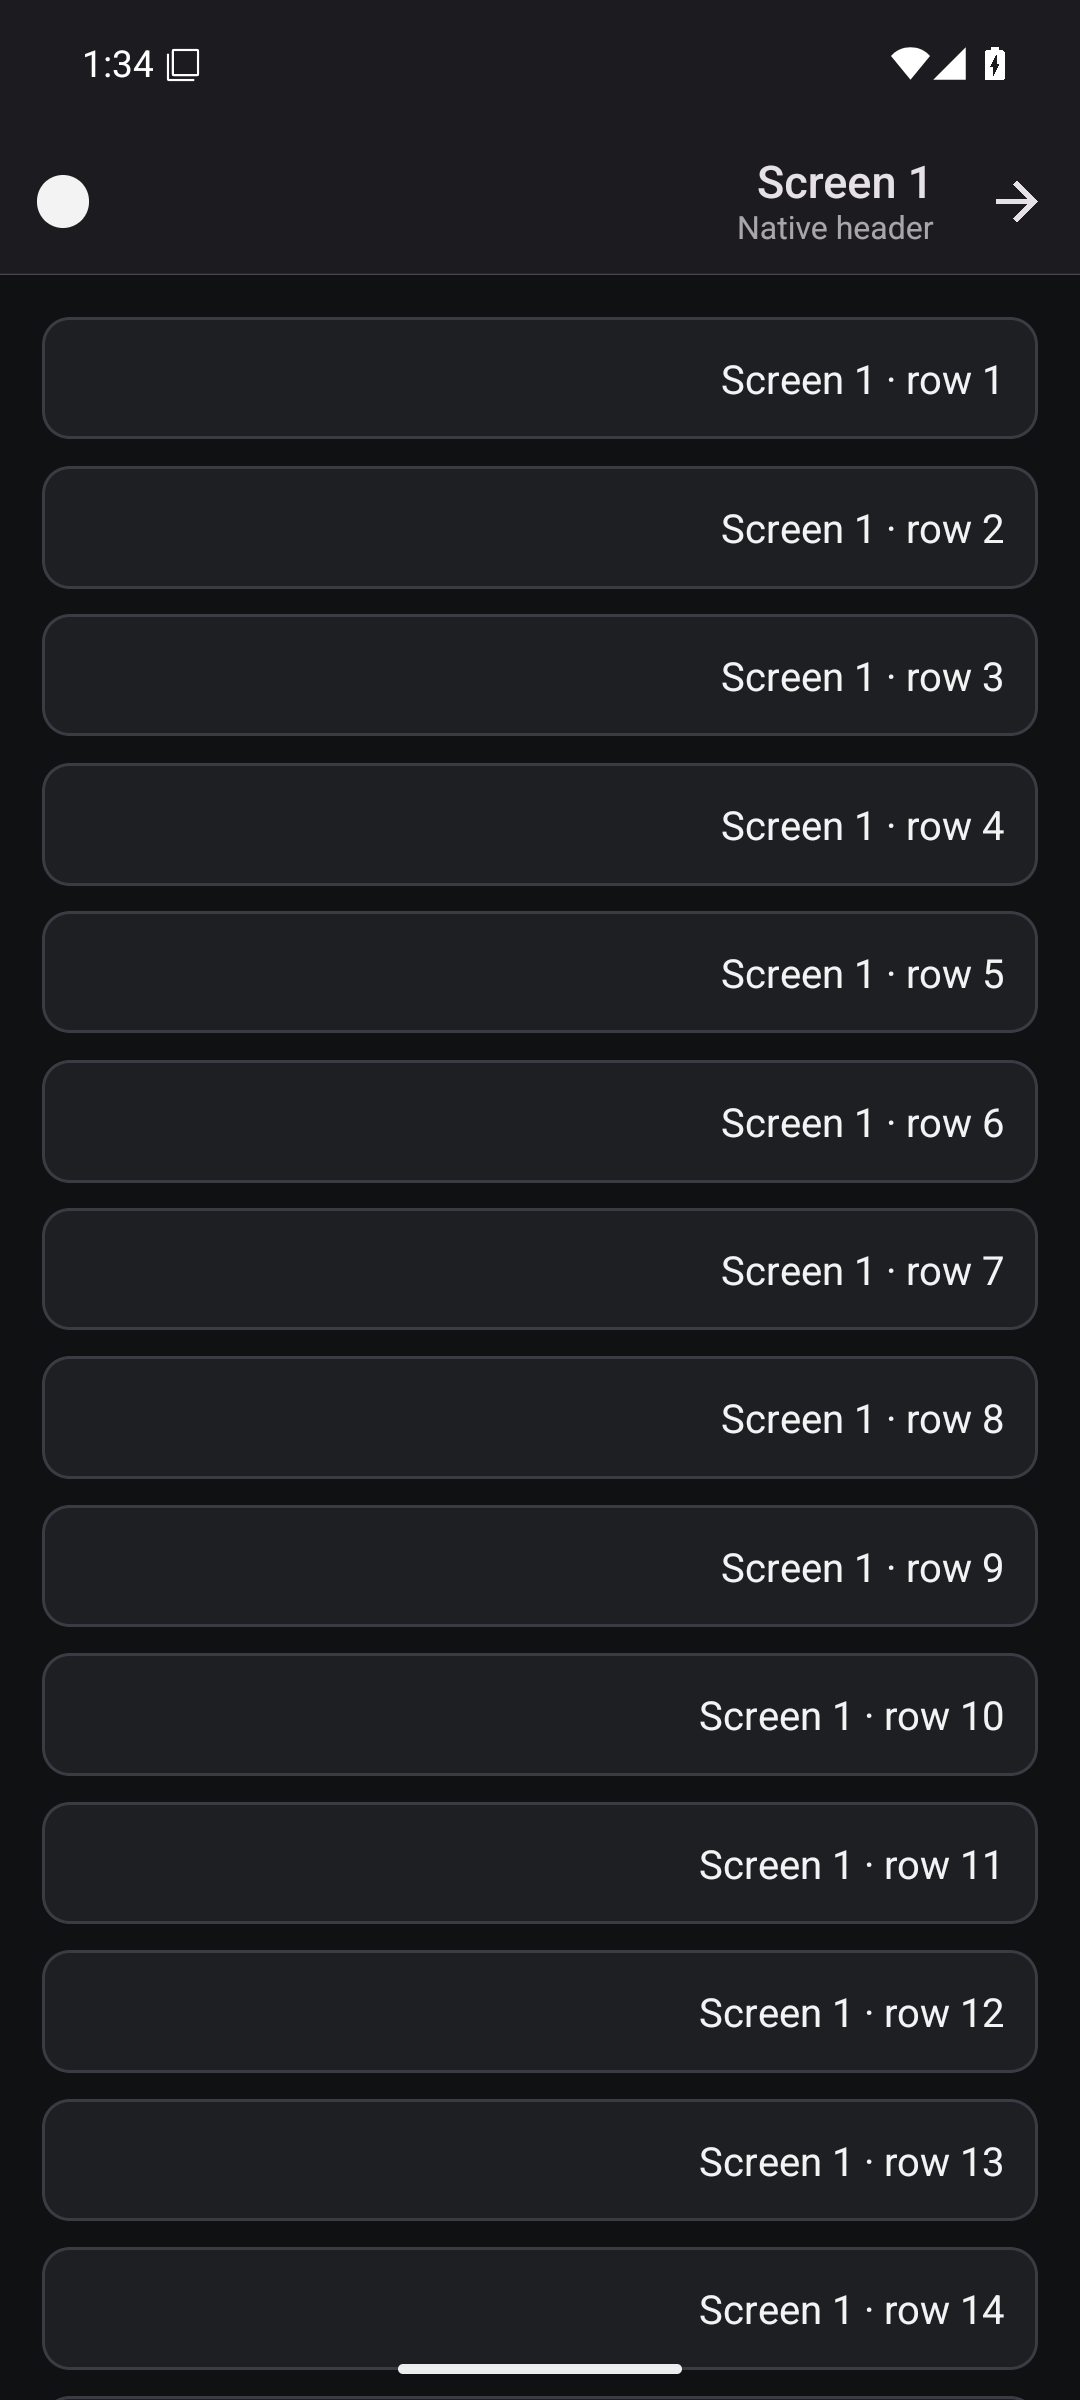 1:34
Screen 1
Native header
Screen 1 · row 1
Screen 1 · row 2
Screen 1 · row 3
Screen 1 · row 4
Screen 1 · row 5
Screen 1 · row 6
Screen 1 · row 7
Screen 1 · row 8
Screen 1 · row 9
Screen 1 · row 10
Screen 1 · row 11
Screen 1 · row 12
Screen 1 · row 13
Screen 1 · row 14